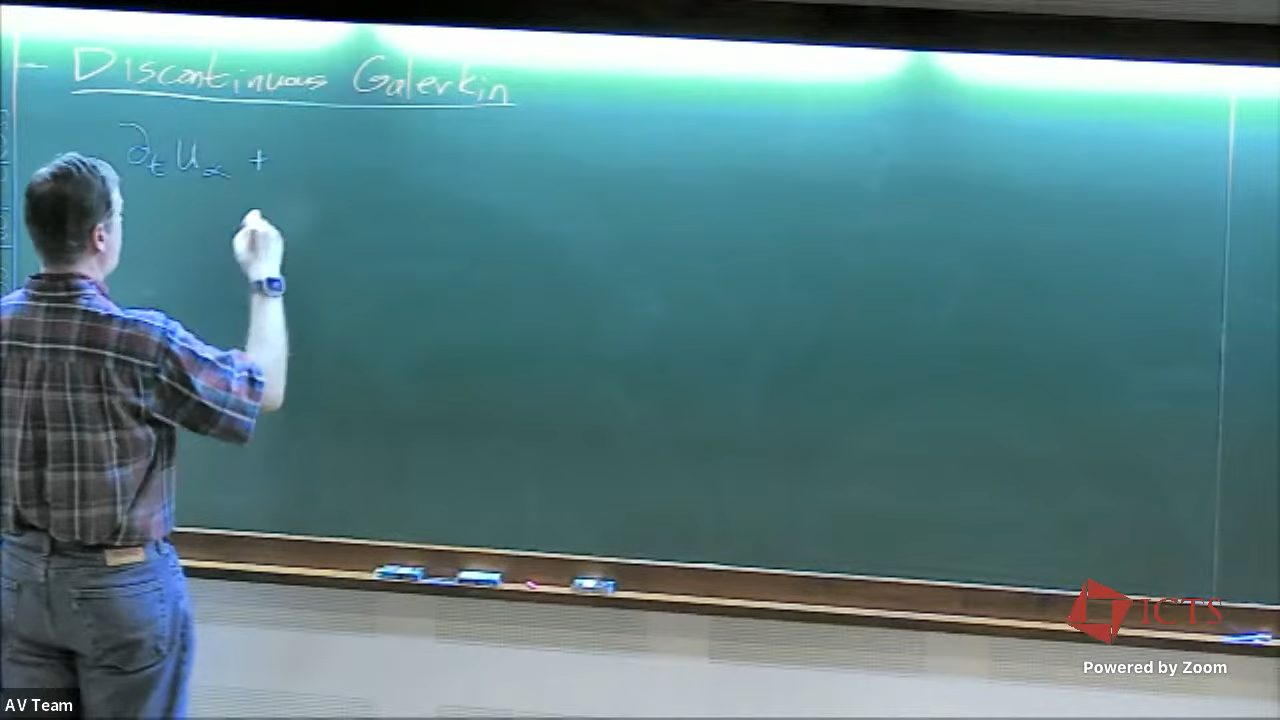 Discontinuous Galerkin
∂ₜ U_α +
ICTS
Powered by Zoom
AV Team